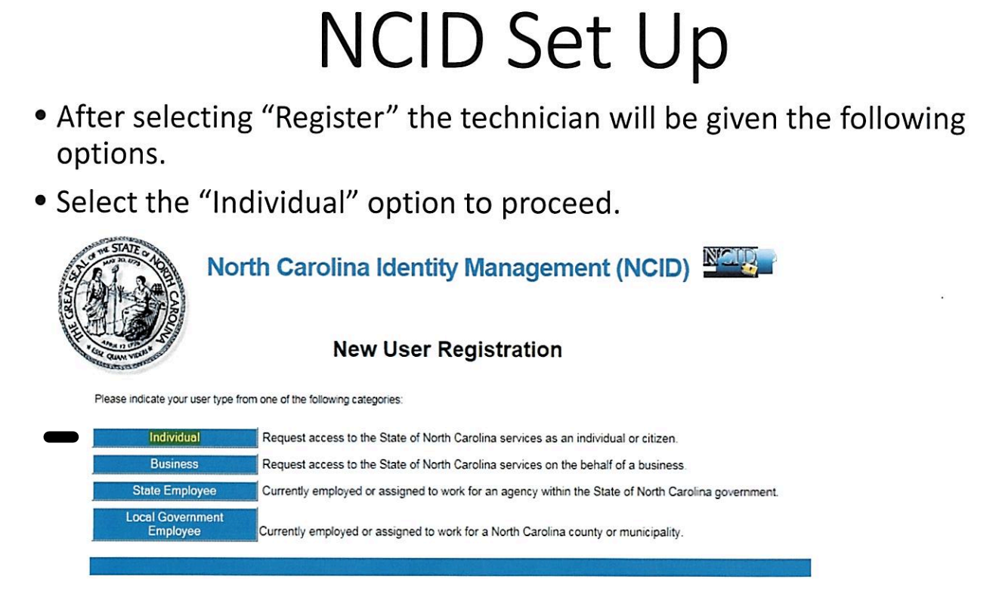 NCID Set Up
• After selecting “Register” the technician will be given the following
options.
• Select the “Individual” option to proceed.
THE GREAT SEAL OF THE STATE OF NORTH CAROLINA
MAY 20, 1775
APRIL 12 1776
★ ESSE QUAM VIDERI ★
North Carolina Identity Management (NCID)
NCID
New User Registration
Please indicate your user type from one of the following categories:
Individual Request access to the State of North Carolina services as an individual or citizen.
Business Request access to the State of North Carolina services on the behalf of a business.
State Employee Currently employed or assigned to work for an agency within the State of North Carolina government.
Local Government
Employee Currently employed or assigned to work for a North Carolina county or municipality.